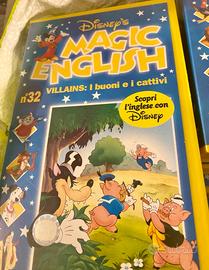 Disney's
MAGIC
ENGLISH
n°32
VILLAINS: I buoni e i cattivi
Scopri
l'inglese con
Disney